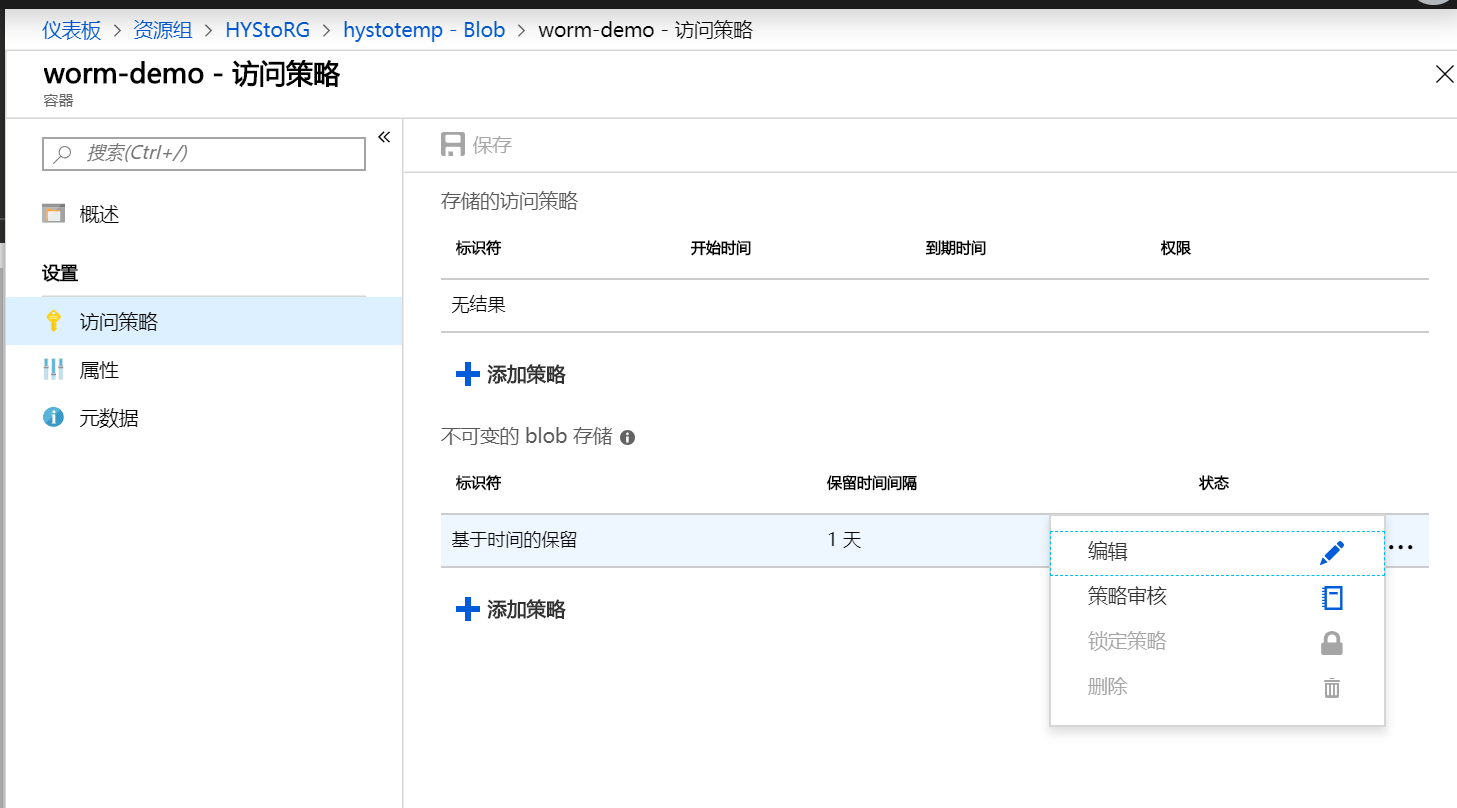 仪表板 > 资源组 > HYStoRG > hystotemp - Blob > worm-demo - 访问策略
worm-demo - 访问策略
容器
搜索(Ctrl+/)
«
概述
设置
访问策略
属性
元数据
保存
存储的访问策略
标识符 开始时间 到期时间 权限
无结果
添加策略
不可变的 blob 存储
标识符 保留时间间隔 状态
基于时间的保留 1 天
编辑
策略审核
锁定策略
删除
添加策略